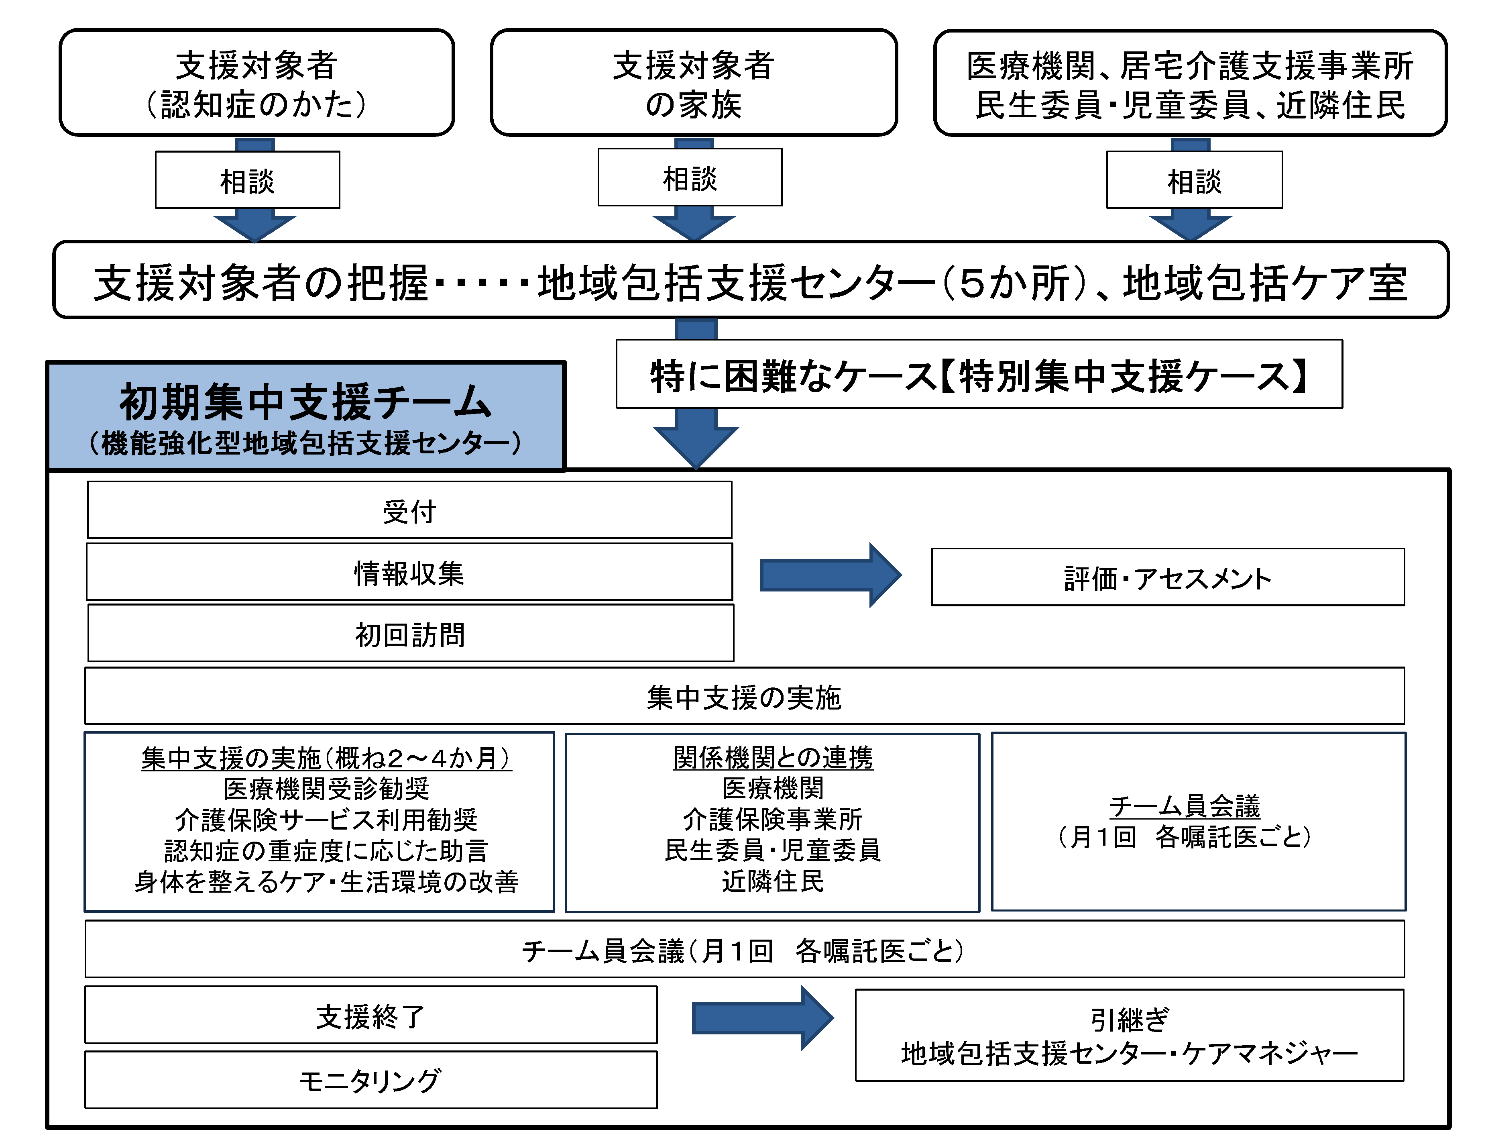 支援対象者
（認知症のかた）
支援対象者
の家族
医療機関、居宅介護支援事業所
民生委員・児童委員、近隣住民
相談
相談
相談
支援対象者の把握・・・・・地域包括支援センター（５か所）、地域包括ケア室
特に困難なケース【特別集中支援ケース】
初期集中支援チーム
（機能強化型地域包括支援センター）
受付
情報収集
初回訪問
評価・アセスメント
集中支援の実施
集中支援の実施（概ね２～４か月）
医療機関受診勧奨
介護保険サービス利用勧奨
認知症の重症度に応じた助言
身体を整えるケア・生活環境の改善
関係機関との連携
医療機関
介護保険事業所
民生委員・児童委員
近隣住民
チーム員会議
（月１回　各嘱託医ごと）
チーム員会議（月１回　各嘱託医ごと）
支援終了
モニタリング
引継ぎ
地域包括支援センター・ケアマネジャー